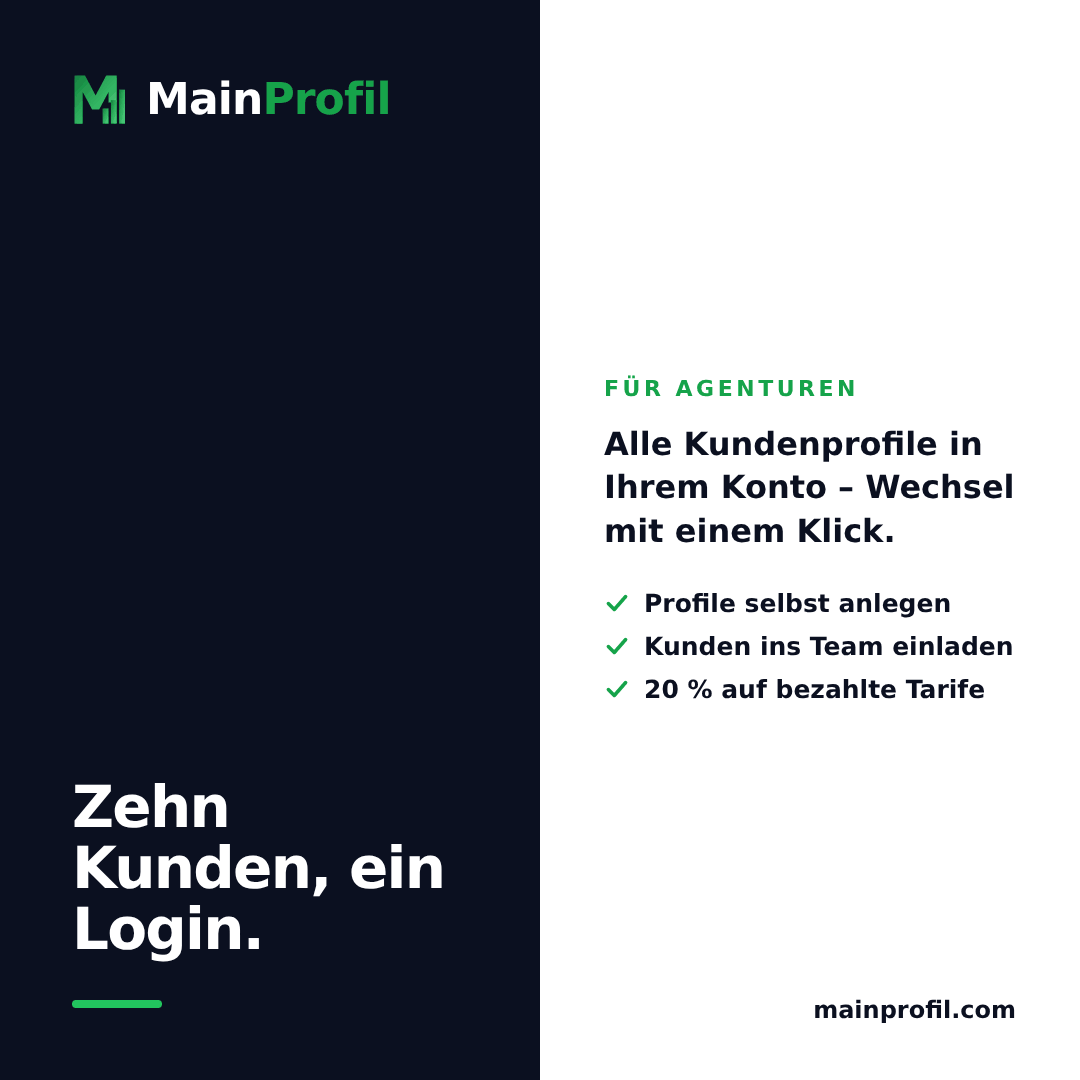 MainProfil
Zehn
Kunden, ein
Login.
FÜR AGENTUREN
Alle Kundenprofile in
Ihrem Konto – Wechsel
mit einem Klick.
Profile selbst anlegen
Kunden ins Team einladen
20 % auf bezahlte Tarife
mainprofil.com